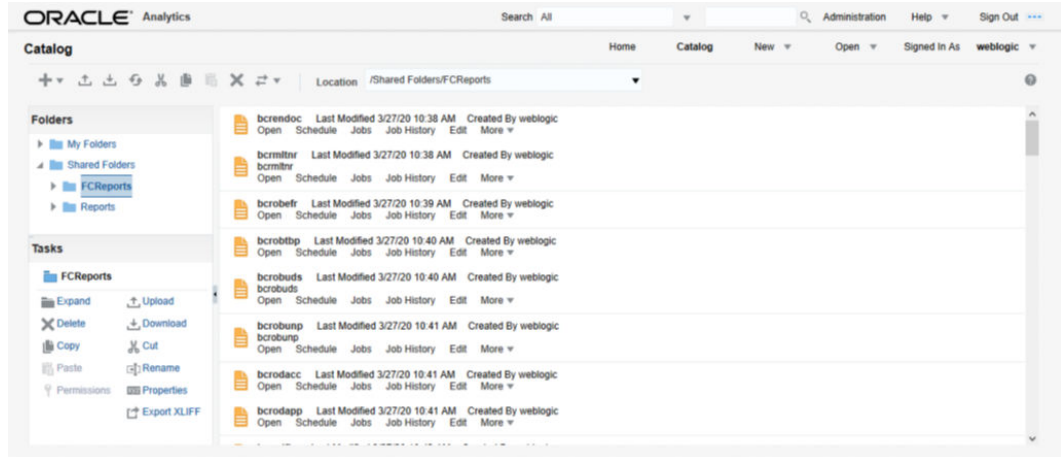 ORACLE Analytics Search All Administration Help Sign Out
Catalog Home Catalog New Open Signed In As weblogic
Location /Shared Folders/FCReports
Folders
My Folders
Shared Folders
FCReports
Reports
Tasks
FCReports
Expand Upload
Delete Download
Copy Cut
Paste Rename
Permissions Properties
Export XLIFF
bcrendoc Last Modified 3/27/20 10:38 AM Created By weblogic
Open Schedule Jobs Job History Edit More
bcrmltnr Last Modified 3/27/20 10:38 AM Created By weblogic
bcrmltnr
Open Schedule Jobs Job History Edit More
bcrobefr Last Modified 3/27/20 10:39 AM Created By weblogic
Open Schedule Jobs Job History Edit More
bcrobtbp Last Modified 3/27/20 10:40 AM Created By weblogic
Open Schedule Jobs Job History Edit More
bcrobuds Last Modified 3/27/20 10:40 AM Created By weblogic
bcrobuds
Open Schedule Jobs Job History Edit More
bcrobunp Last Modified 3/27/20 10:41 AM Created By weblogic
bcrobunp
Open Schedule Jobs Job History Edit More
bcrodacc Last Modified 3/27/20 10:41 AM Created By weblogic
Open Schedule Jobs Job History Edit More
bcrodapp Last Modified 3/27/20 10:41 AM Created By weblogic
Open Schedule Jobs Job History Edit More